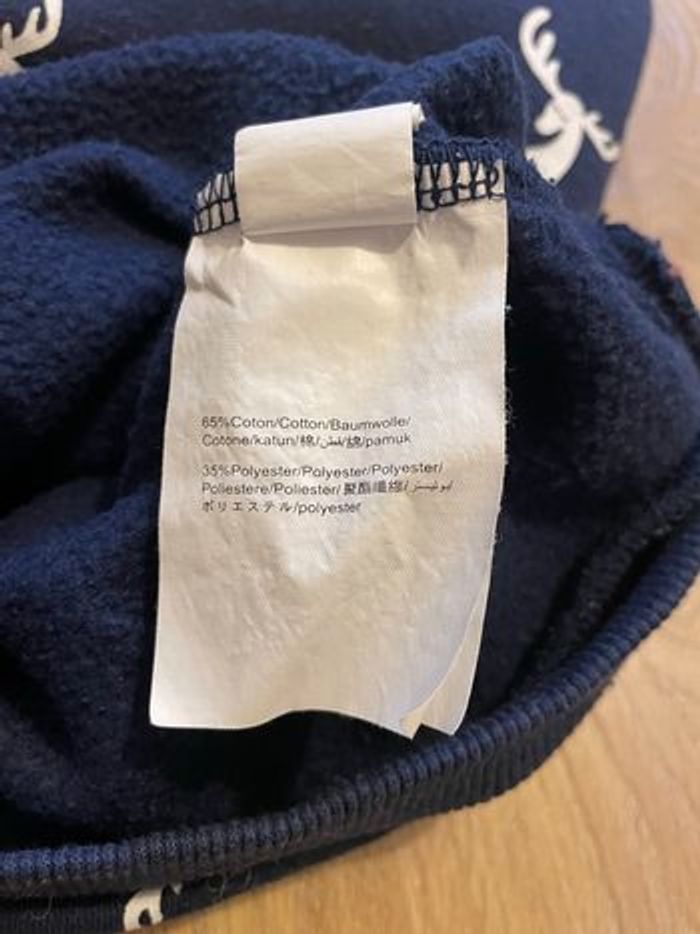 65%Coton/Cotton/Baumwolle/
Cotone/katun/棉/قطن/綿/pamuk
35%Polyester/Polyester/Polyester/
Poliestere/Poliester/聚酯纖維/بوليستر/
ポリエステル/polyester